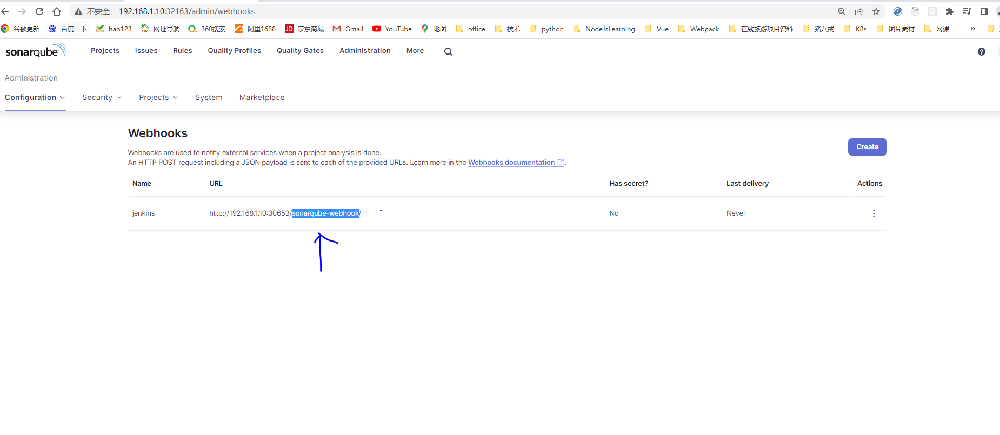 不安全 192.168.1.10:32163/admin/webhooks
谷歌更新 百度一下 hao123 网址导航 360搜索 阿里1688 京东商城 Gmail YouTube 地图 office 技术 python NodeJsLearning Vue Webpack 在线旅游项目资料 猪八戒 K8s 图片素材 网课 »
sonarqube Projects Issues Rules Quality Profiles Quality Gates Administration More
Administration
Configuration Security Projects System Marketplace
Webhooks
Create
Webhooks are used to notify external services when a project analysis is done.
An HTTP POST request including a JSON payload is sent to each of the provided URLs. Learn more in the Webhooks documentation.
Name URL Has secret? Last delivery Actions
jenkins http://192.168.1.10:30653/sonarqube-webhook/ No Never